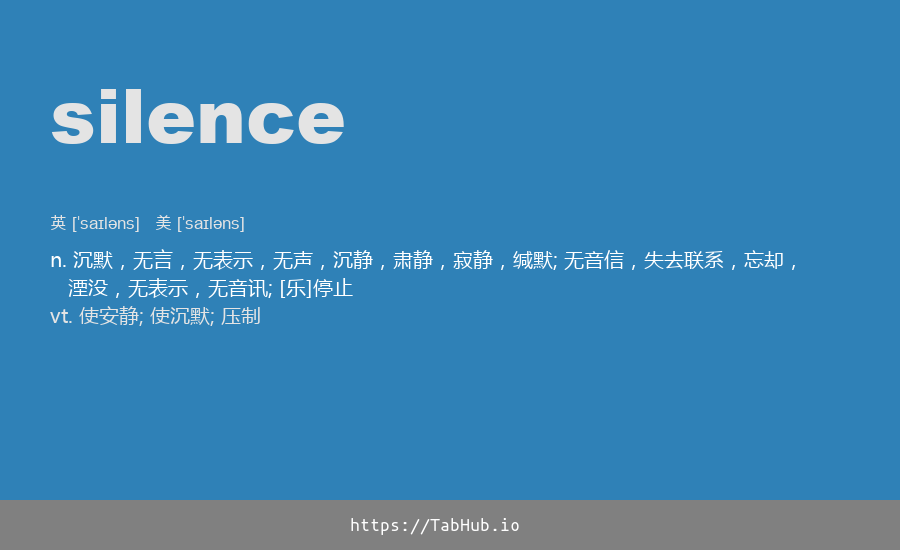 silence
英 [ˈsaɪləns] 美 [ˈsaɪləns]
n. 沉默，无言，无表示，无声，沉静，肃静，寂静，缄默; 无音信，失去联系，忘却，
湮没，无表示，无音讯; [乐]停止
vt. 使安静; 使沉默; 压制
https://TabHub.io